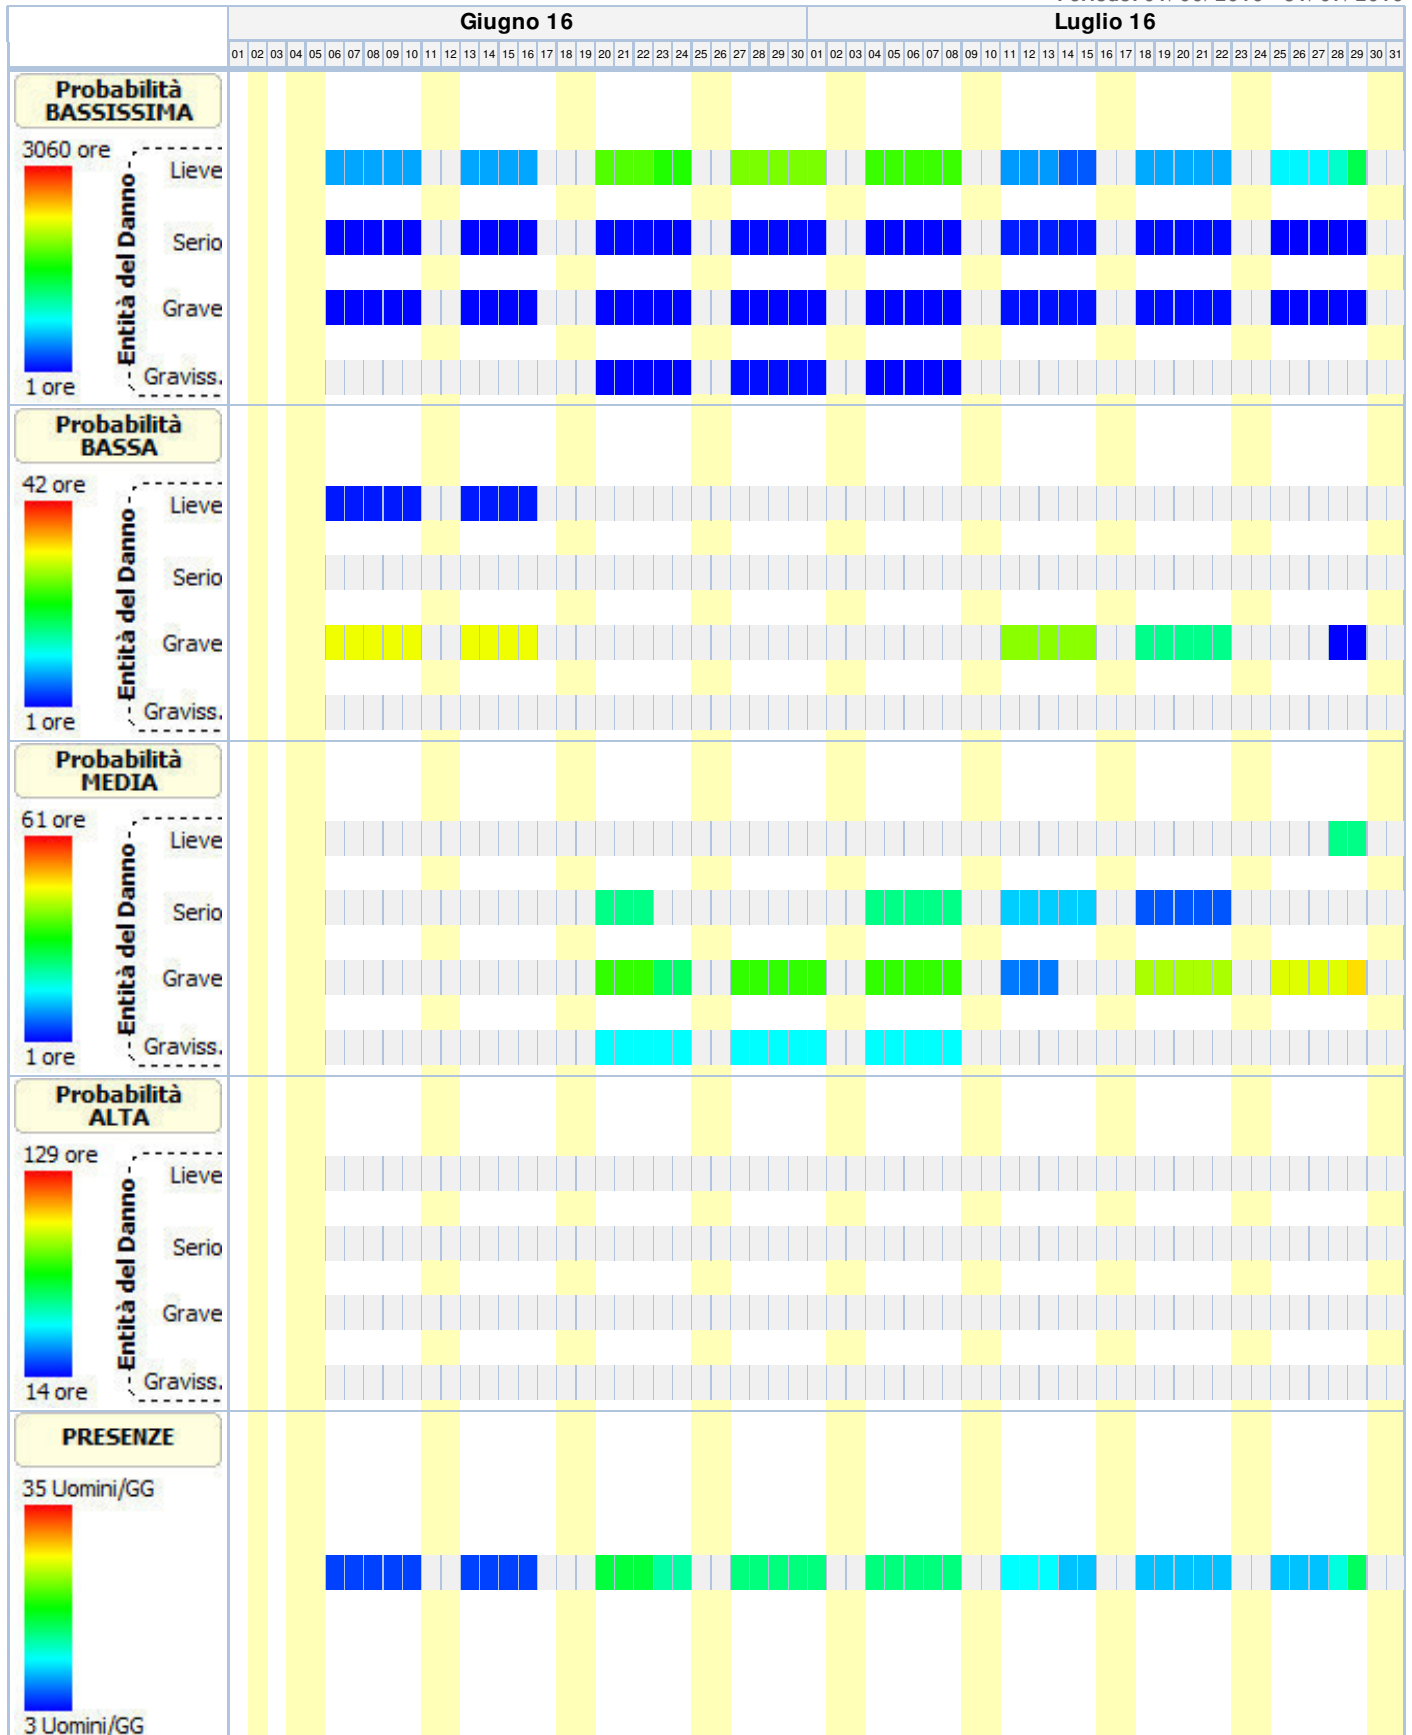 Giugno 16 Luglio 16
01 02 03 04 05 06 07 08 09 10 11 12 13 14 15 16 17 18 19 20 21 22 23 24 25 26 27 28 29 30 01 02 03 04 05 06 07 08 09 10 11 12 13 14 15 16 17 18 19 20 21 22 23 24 25 26 27 28 29 30 31
Probabilità
BASSISSIMA
3060 ore
Entità del Danno
Lieve
Serio
Grave
Graviss.
1 ore
Probabilità
BASSA
42 ore
Entità del Danno
Lieve
Serio
Grave
Graviss.
1 ore
Probabilità
MEDIA
61 ore
Entità del Danno
Lieve
Serio
Grave
Graviss.
1 ore
Probabilità
ALTA
129 ore
Entità del Danno
Lieve
Serio
Grave
Graviss.
14 ore
PRESENZE
35 Uomini/GG
3 Uomini/GG